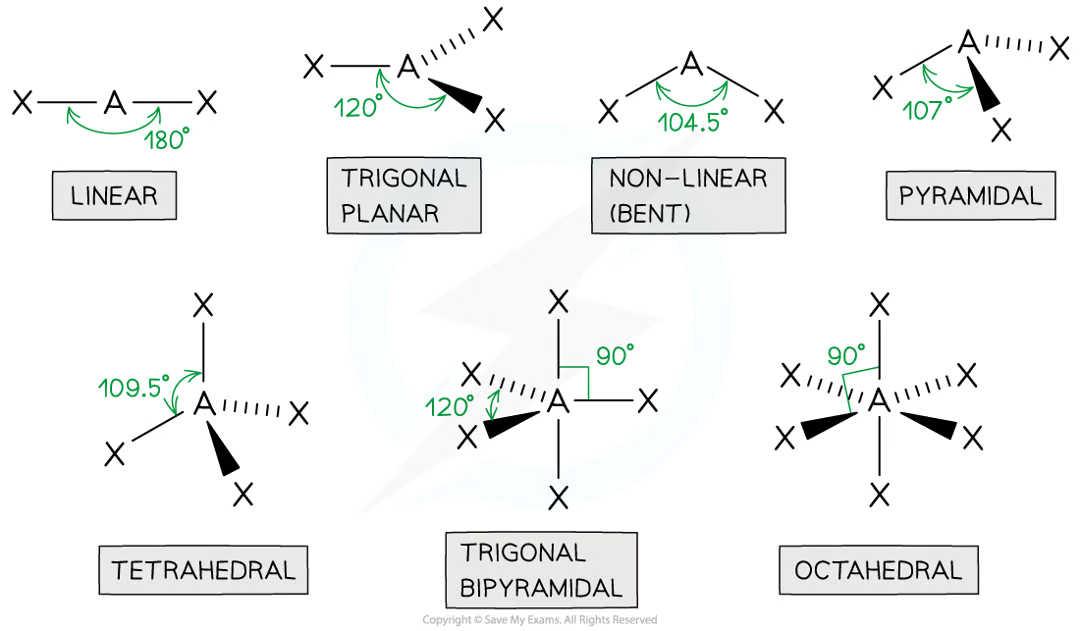 X A X
180°
LINEAR
X A X
X
120°
TRIGONAL
PLANAR
A
X X
104.5°
NON-LINEAR
(BENT)
A X
X
X
107°
PYRAMIDAL
X
109.5°
A X
X
X
TETRAHEDRAL
X
90°
X
A X
120°
X
X
TRIGONAL
BIPYRAMIDAL
X
90°
X X
A
X X
X
OCTAHEDRAL
Copyright © Save My Exams. All Rights Reserved